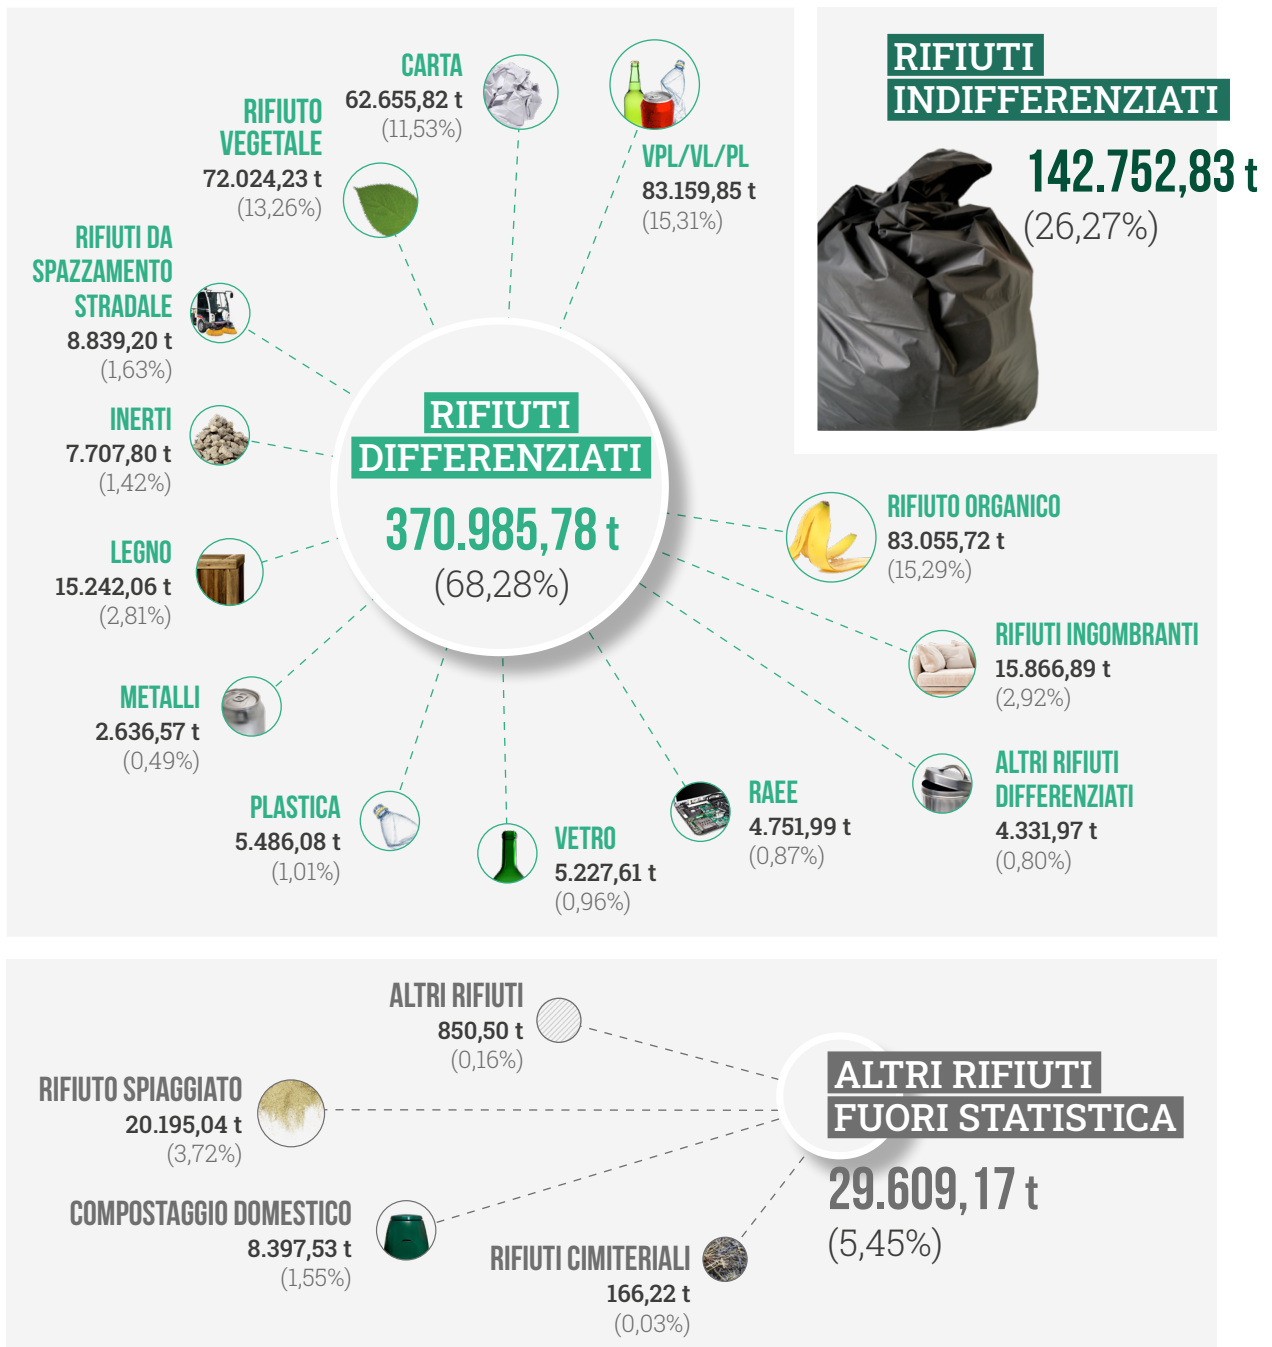 CARTA
62.655,82 t
(11,53%)
RIFIUTO
VEGETALE
72.024,23 t
(13,26%)
VPL/VL/PL
83.159,85 t
(15,31%)
RIFIUTI
INDIFFERENZIATI
142.752,83 t
(26,27%)
RIFIUTI DA
SPAZZAMENTO
STRADALE
8.839,20 t
(1,63%)
INERTI
7.707,80 t
(1,42%)
LEGNO
15.242,06 t
(2,81%)
METALLI
2.636,57 t
(0,49%)
PLASTICA
5.486,08 t
(1,01%)
RIFIUTI
DIFFERENZIATI
370.985,78 t
(68,28%)
VETRO
5.227,61 t
(0,96%)
RAEE
4.751,99 t
(0,87%)
RIFIUTO ORGANICO
83.055,72 t
(15,29%)
RIFIUTI INGOMBRANTI
15.866,89 t
(2,92%)
ALTRI RIFIUTI
DIFFERENZIATI
4.331,97 t
(0,80%)
ALTRI RIFIUTI
850,50 t
(0,16%)
RIFIUTO SPIAGGIATO
20.195,04 t
(3,72%)
COMPOSTAGGIO DOMESTICO
8.397,53 t
(1,55%)
RIFIUTI CIMITERIALI
166,22 t
(0,03%)
ALTRI RIFIUTI
FUORI STATISTICA
29.609,17 t
(5,45%)